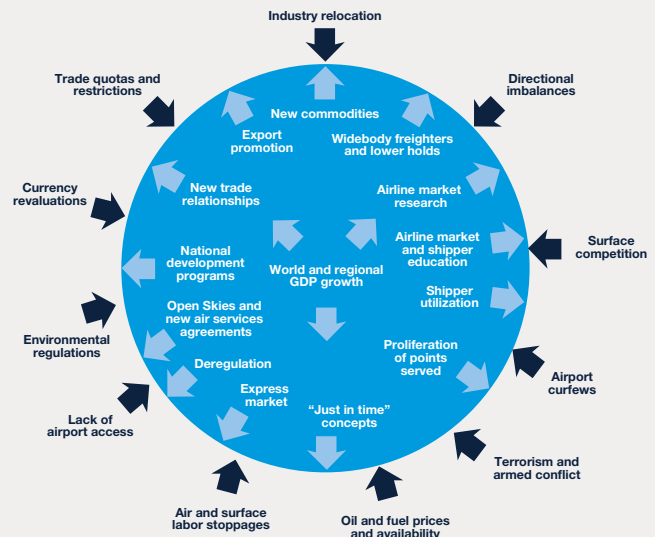 Industry relocation
Trade quotas and
restrictions
Directional
imbalances
New commodities
Export
promotion
Widebody freighters
and lower holds
Currency
revaluations
New trade
relationships
Airline market
research
National
development
programs
World and regional
GDP growth
Airline market
and shipper
education
Surface
competition
Shipper
utilization
Open Skies and
new air services
agreements
Environmental
regulations
Proliferation
of points
served
Deregulation
Express
market
Airport
curfews
"Just in time"
concepts
Lack of
airport access
Terrorism and
armed conflict
Air and surface
labor stoppages
Oil and fuel prices
and availability